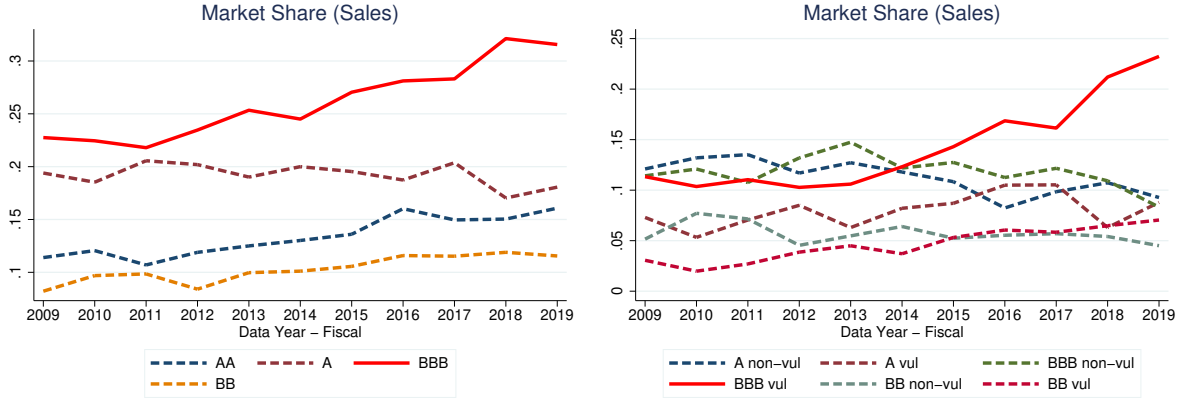 Market Share (Sales)
.3
.25
.2
.15
.1
2009 2010 2011 2012 2013 2014 2015 2016 2017 2018 2019
Data Year – Fiscal
AA A BBB
BB
Market Share (Sales)
.25
.2
.15
.1
.05
0
2009 2010 2011 2012 2013 2014 2015 2016 2017 2018 2019
Data Year – Fiscal
A non–vul A vul BBB non–vul
BBB vul BB non–vul BB vul